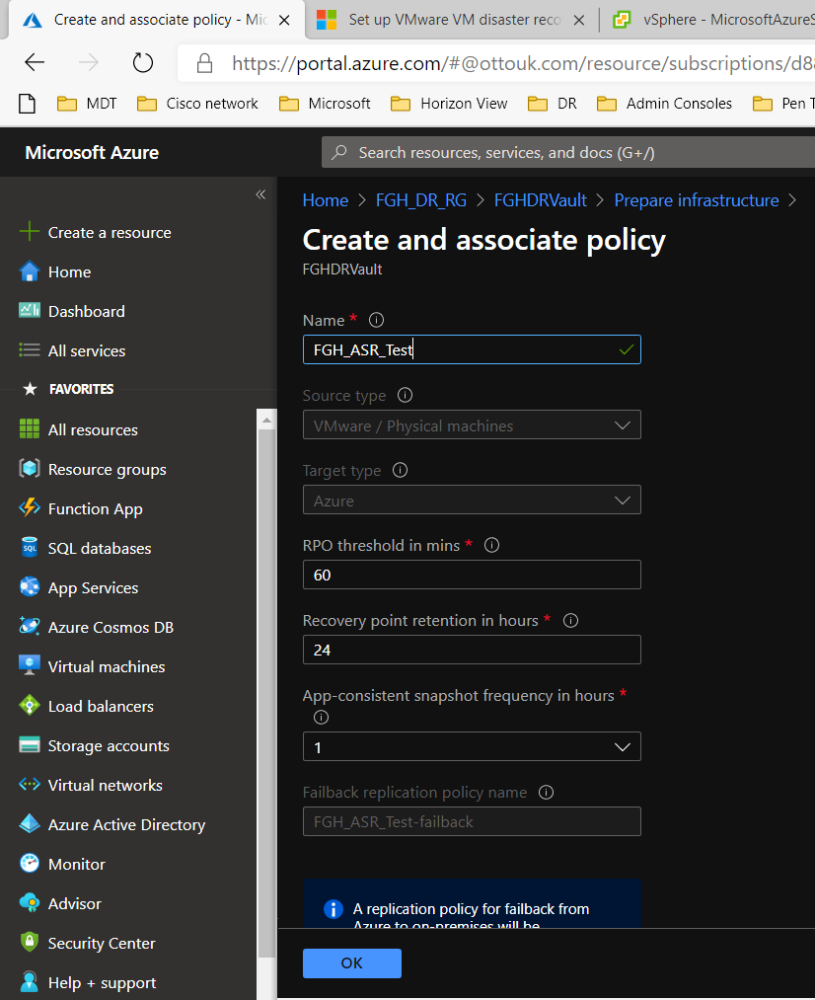 Create and associate policy - Mic
Set up VMware VM disaster reco
vSphere - MicrosoftAzureS
https://portal.azure.com/#@ottouk.com/resource/subscriptions/d8
MDT
Cisco network
Microsoft
Horizon View
DR
Admin Consoles
Pen T
Microsoft Azure
Search resources, services, and docs (G+/)
Create a resource
Home
Dashboard
All services
FAVORITES
All resources
Resource groups
Function App
SQL databases
App Services
Azure Cosmos DB
Virtual machines
Load balancers
Storage accounts
Virtual networks
Azure Active Directory
Monitor
Advisor
Security Center
Help + support
Home > FGH_DR_RG > FGHDRVault > Prepare infrastructure >
Create and associate policy
FGHDRVault
Name *
FGH_ASR_Test
Source type
VMware / Physical machines
Target type
Azure
RPO threshold in mins *
60
Recovery point retention in hours *
24
App-consistent snapshot frequency in hours *
1
Failback replication policy name
FGH_ASR_Test-failback
A replication policy for failback from
Azure to on-premises will be
OK